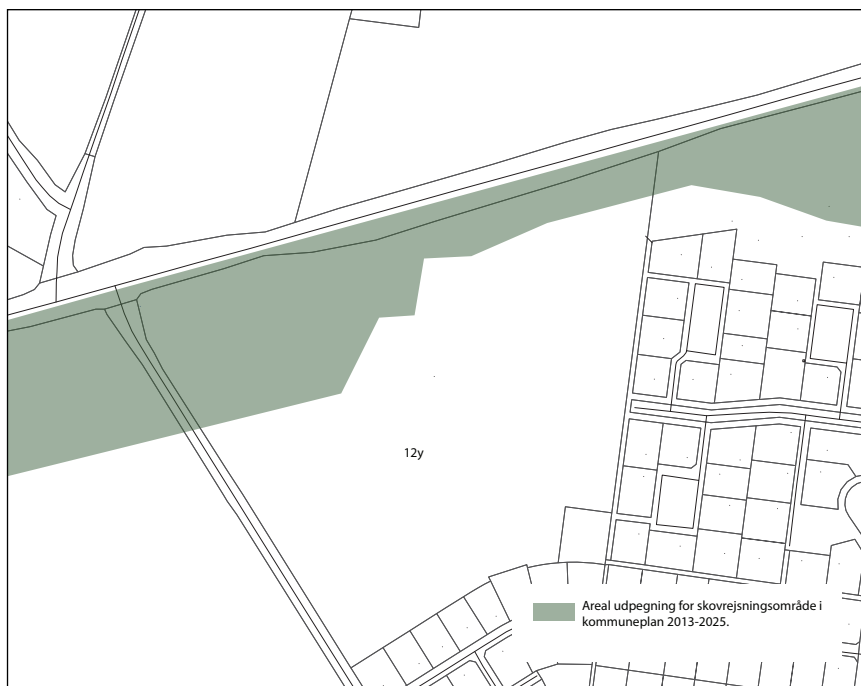 12y
Areal udpegning for skovrejsningsområde i
kommuneplan 2013-2025.